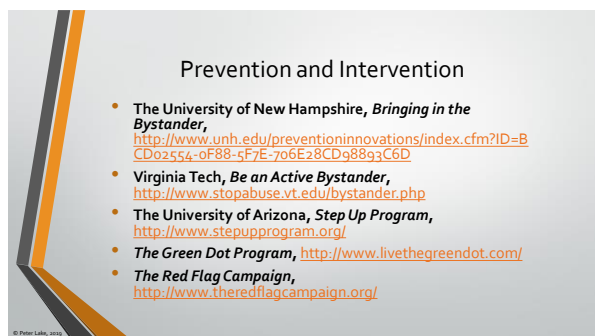 Prevention and Intervention
• The University of New Hampshire, Bringing in the
Bystander,
http://www.unh.edu/preventioninnovations/index.cfm?ID=B
CD02554-0F88-5F7E-706E28CD98893C6D
• Virginia Tech, Be an Active Bystander,
http://www.stopabuse.vt.edu/bystander.php
• The University of Arizona, Step Up Program,
http://www.stepupprogram.org/
• The Green Dot Program, http://www.livethegreendot.com/
• The Red Flag Campaign,
http://www.theredflagcampaign.org/
© Peter Lake, 2019